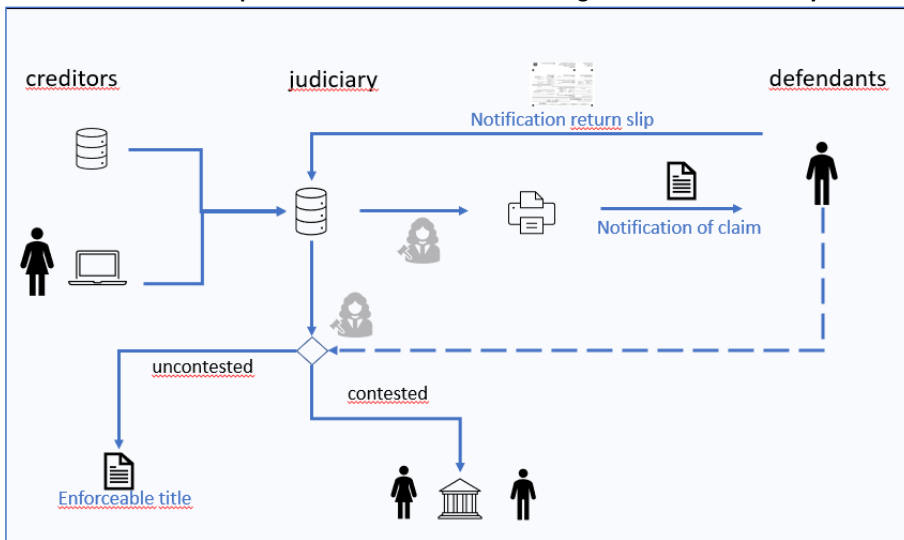 creditors
judiciary
defendants
Notification return slip
Notification of claim
uncontested
contested
Enforceable title